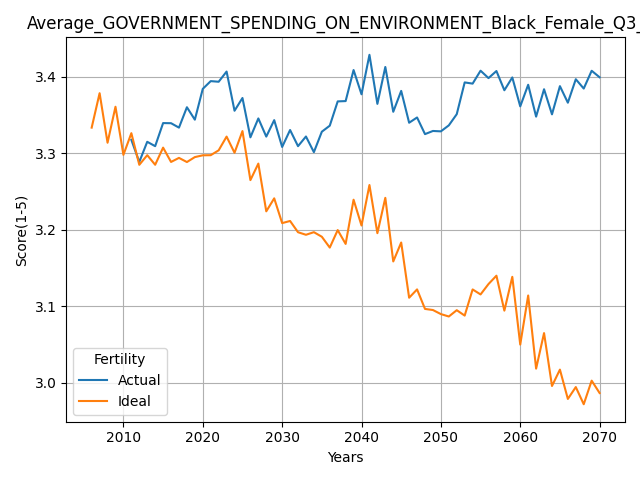 Average_GOVERNMENT_SPENDING_ON_ENVIRONMENT_Black_Female_Q3_
Score(1-5)
3.4
3.3
3.2
3.1
3.0
Fertility
Actual
Ideal
2010 2020 2030 2040 2050 2060 2070
Years